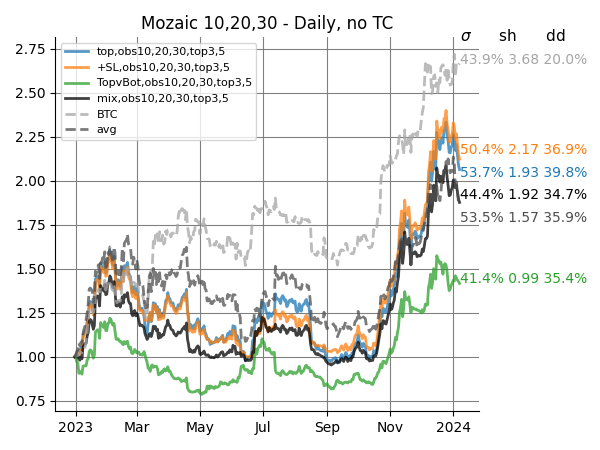 Mozaic 10,20,30 - Daily, no TC
σ sh dd
top,obs10,20,30,top3,5
+SL,obs10,20,30,top3,5
TopvBot,obs10,20,30,top3,5
mix,obs10,20,30,top3,5
BTC
avg
43.9% 3.68 20.0%
50.4% 2.17 36.9%
53.7% 1.93 39.8%
44.4% 1.92 34.7%
53.5% 1.57 35.9%
41.4% 0.99 35.4%
2.75
2.50
2.25
2.00
1.75
1.50
1.25
1.00
0.75
2023 Mar May Jul Sep Nov 2024